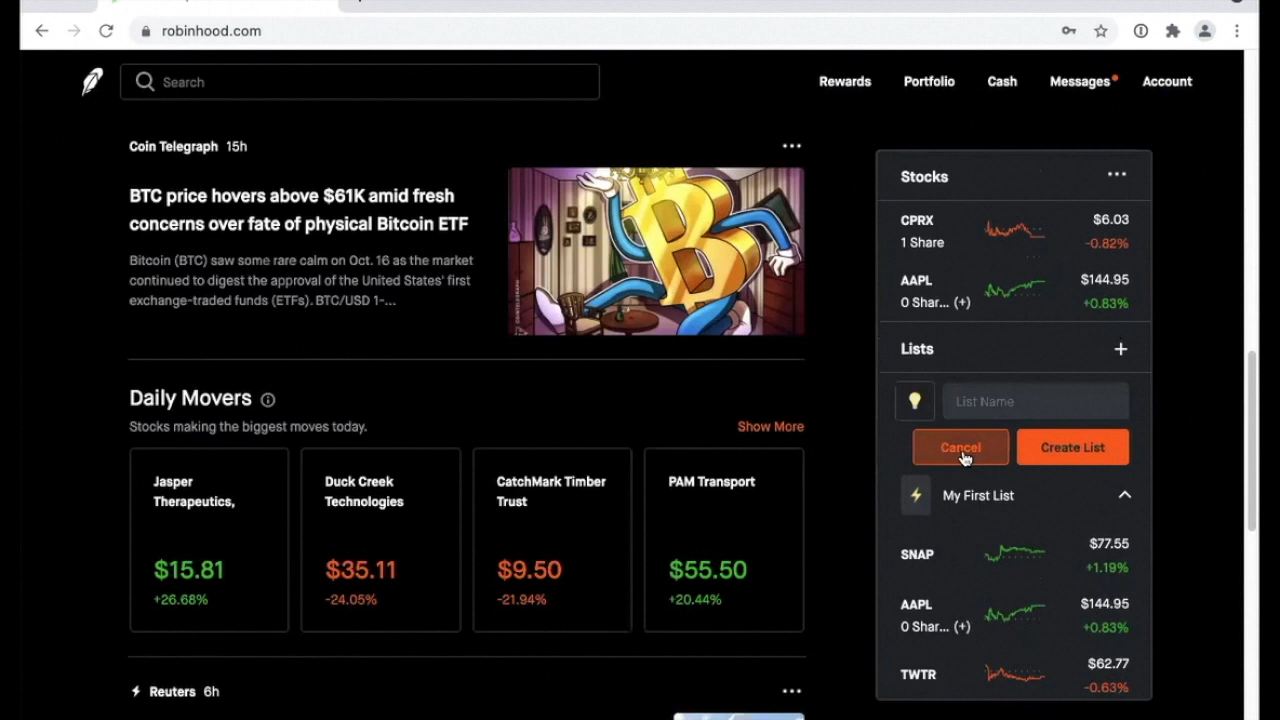 robinhood.com
Search
Rewards
Portfolio
Cash
Messages
Account
Coin Telegraph 15h
BTC price hovers above $61K amid fresh
concerns over fate of physical Bitcoin ETF
Bitcoin (BTC) saw some rare calm on Oct. 16 as the market
continued to digest the approval of the United States' first
exchange-traded funds (ETFs). BTC/USD 1-...
Daily Movers
Stocks making the biggest moves today.
Show More
Jasper
Therapeutics,
$15.81
+26.68%
Duck Creek
Technologies
$35.11
-24.05%
CatchMark Timber
Trust
$9.50
-21.94%
PAM Transport
$55.50
+20.44%
Reuters 6h
Stocks
CPRX
1 Share
$6.03
-0.82%
AAPL
0 Shar... (+)
$144.95
+0.83%
Lists
List Name
Cancel
Create List
My First List
SNAP
$77.55
+1.19%
AAPL
0 Shar... (+)
$144.95
+0.83%
TWTR
$62.77
-0.63%